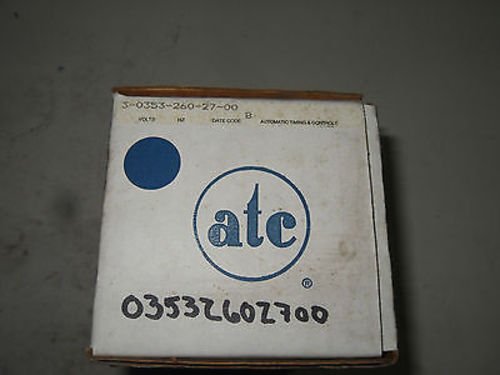 3-0353-260-27-00
VOLTS HZ DATE CODE B AUTOMATIC TIMING & CONTROLS
atc
®
03532602700